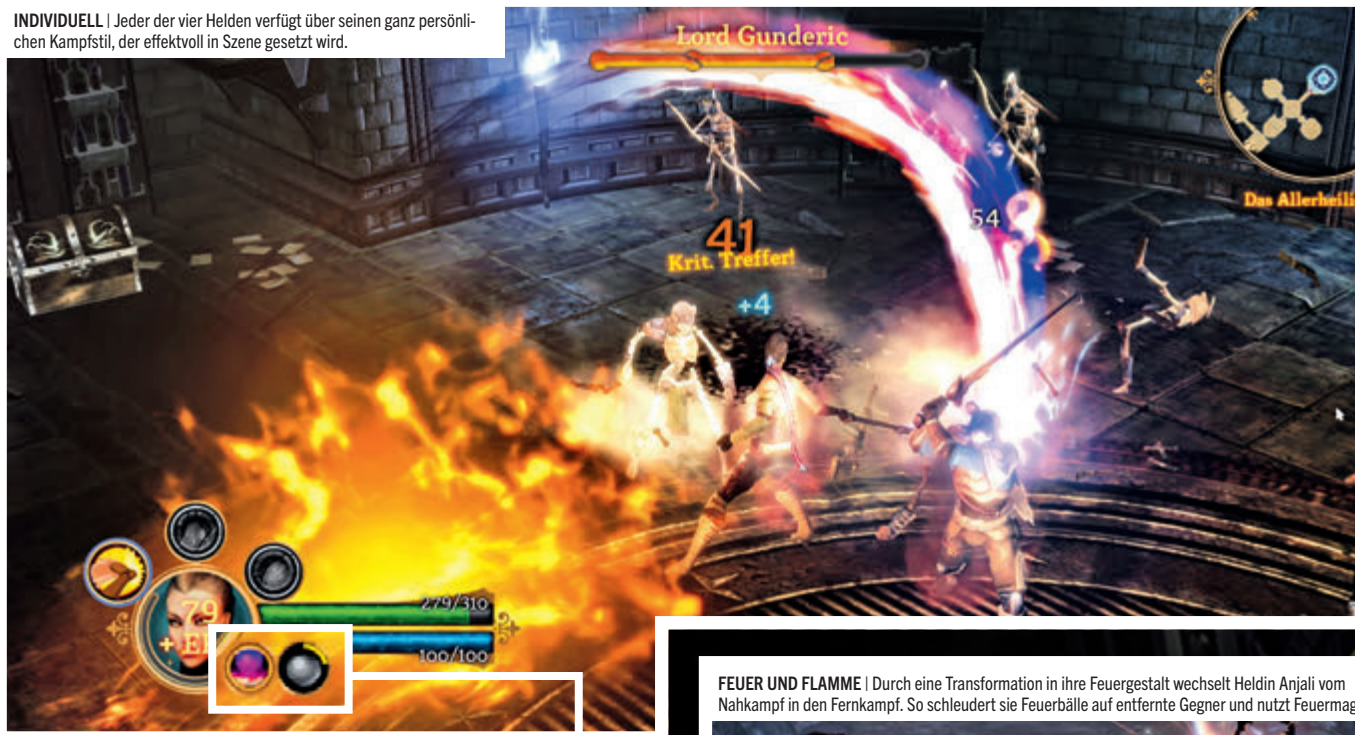 INDIVIDUELL | Jeder der vier Helden verfügt über seinen ganz persönli-
chen Kampfstil, der effektvoll in Szene gesetzt wird.
Lord Gunderic
Das Allerheili
54
41
Krit. Treffer!
+4
79
+ EP
279/310
100/100
FEUER UND FLAMME | Durch eine Transformation in ihre Feuergestalt wechselt Heldin Anjali vom
Nahkampf in den Fernkampf. So schleudert sie Feuerbälle auf entfernte Gegner und nutzt Feuermag